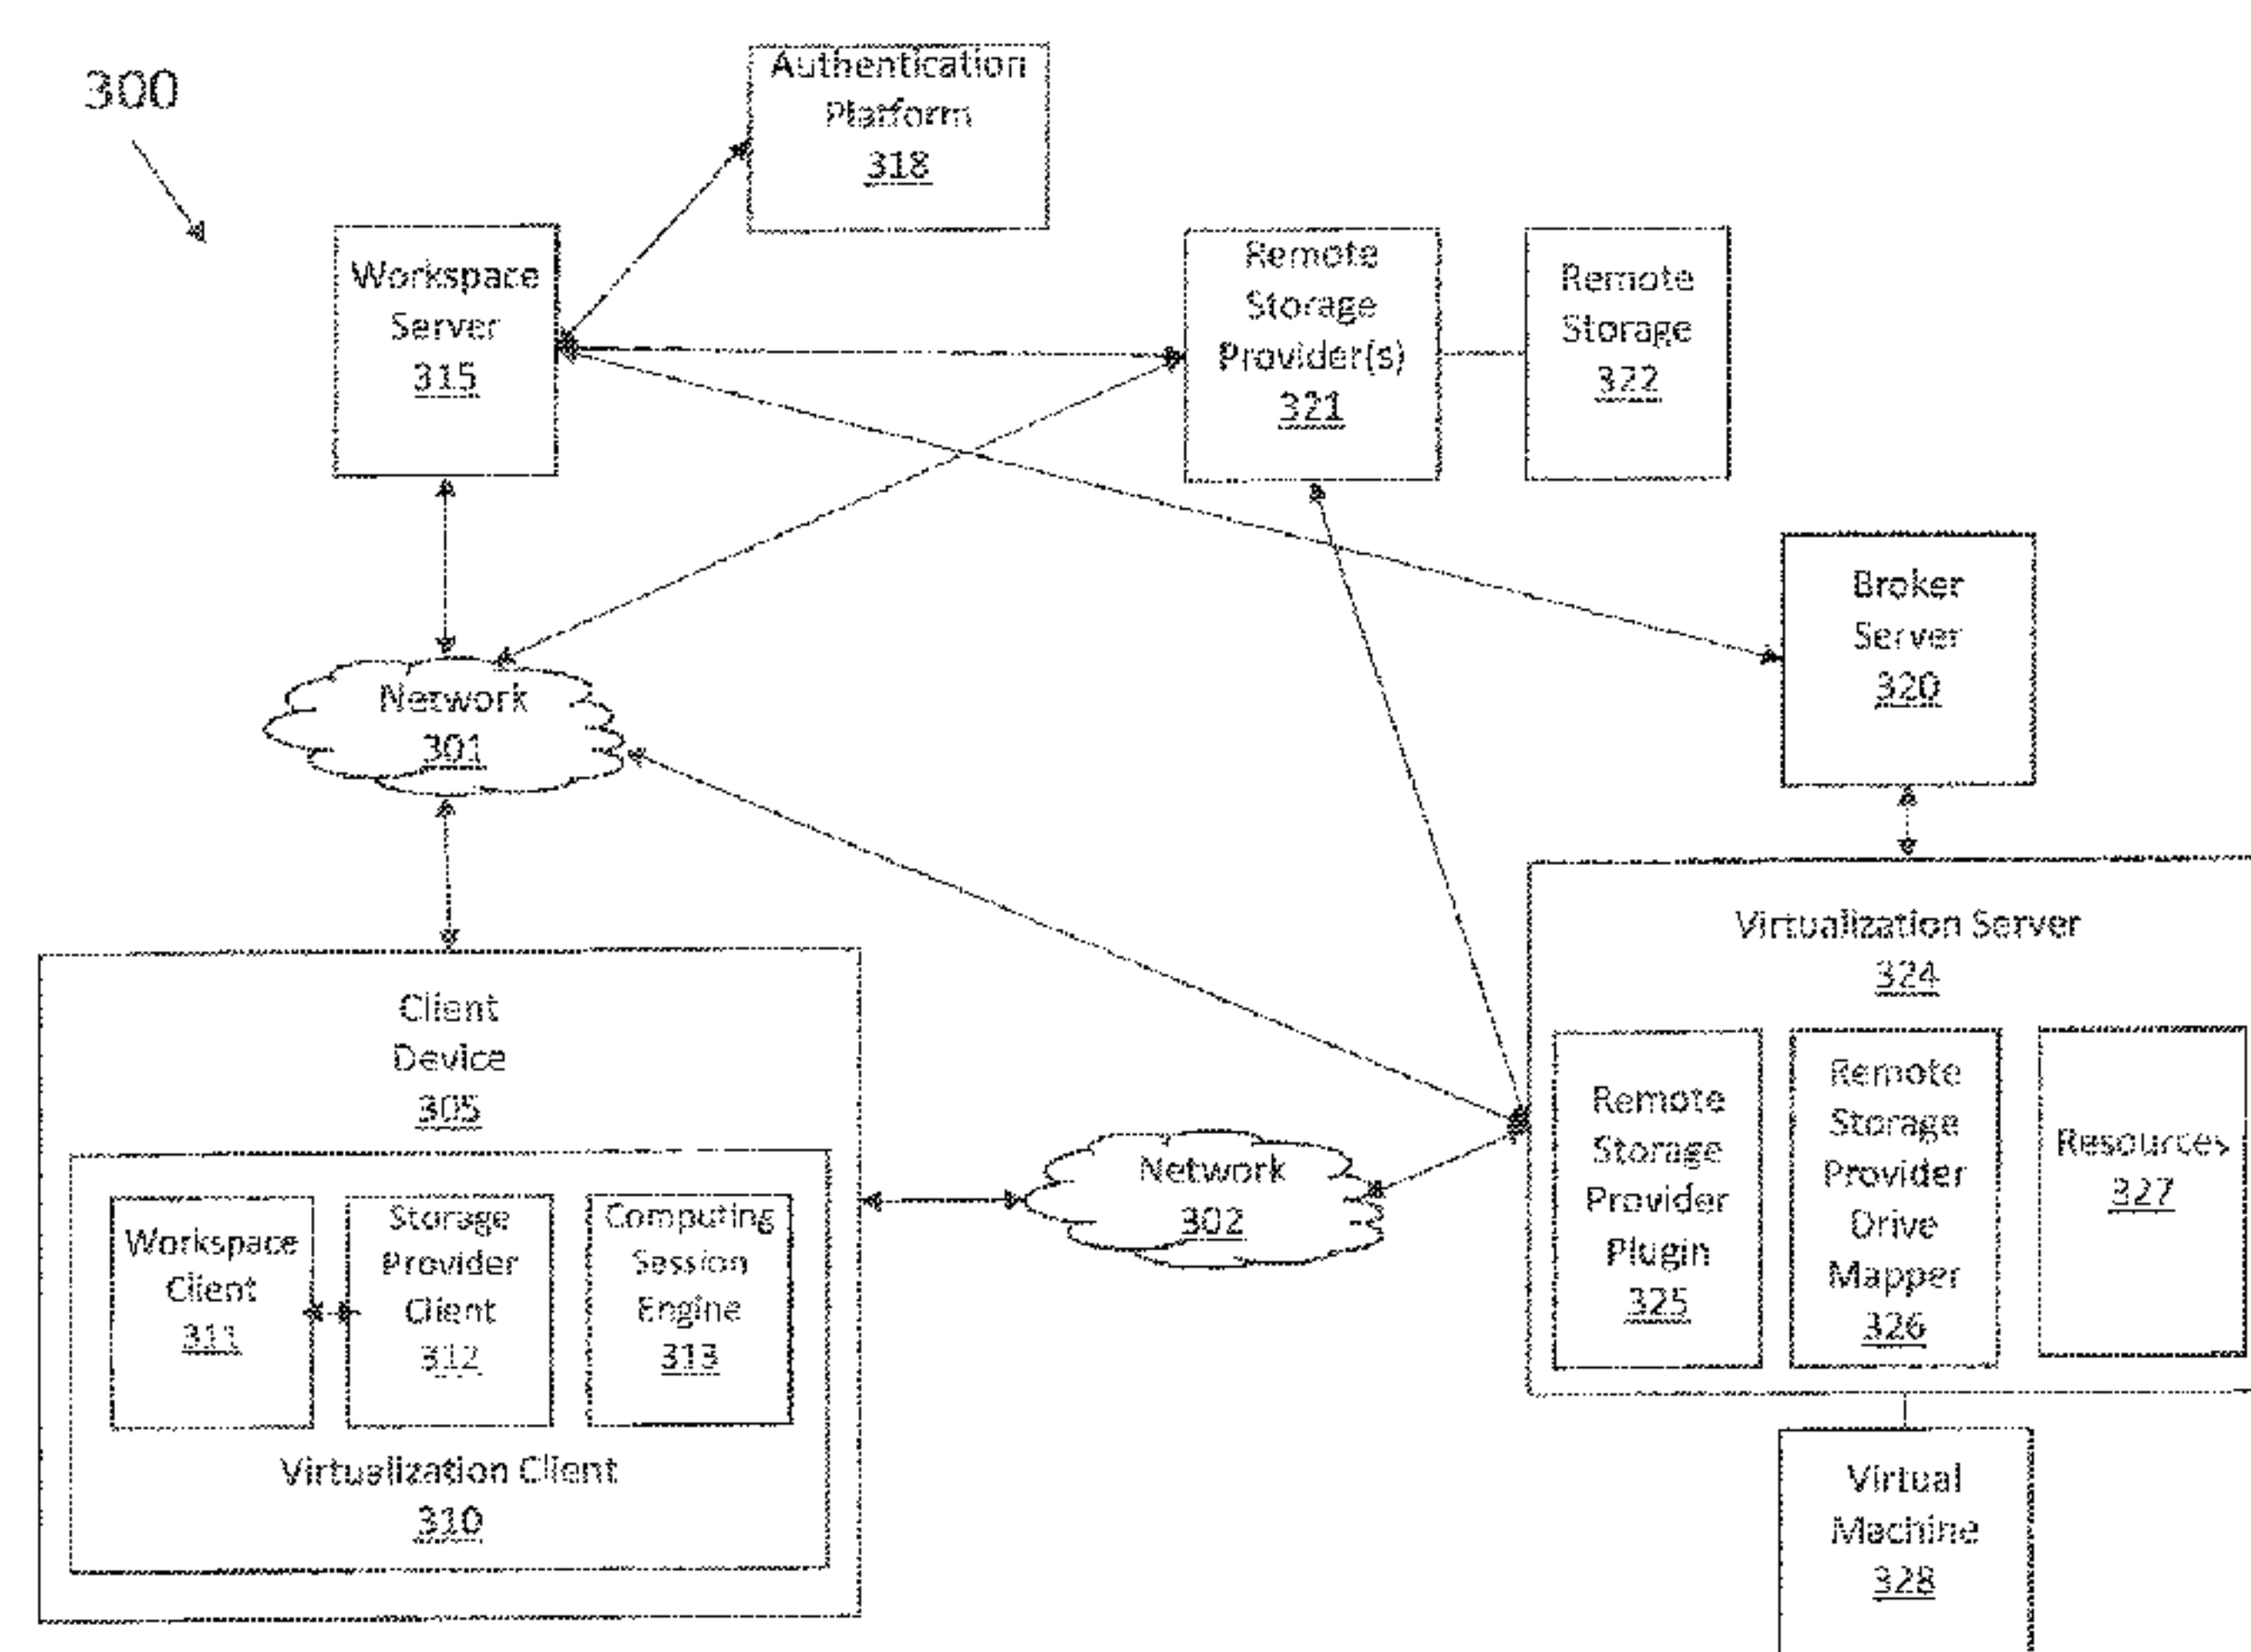 300
Authentication
Platform
318
Workspace
Server
315
Remote
Storage
Provider(s)
321
Remote
Storage
322
Broker
Server
320
Network
301
Client
Device
305
Workspace
Client
311
Storage
Provider
Client
312
Computing
Session
Engine
313
Virtualization Client
310
Network
302
Virtualization Server
324
Remote
Storage
Provider
Plugin
325
Remote
Storage
Provider
Drive
Mapper
326
Resources
327
Virtual
Machine
328